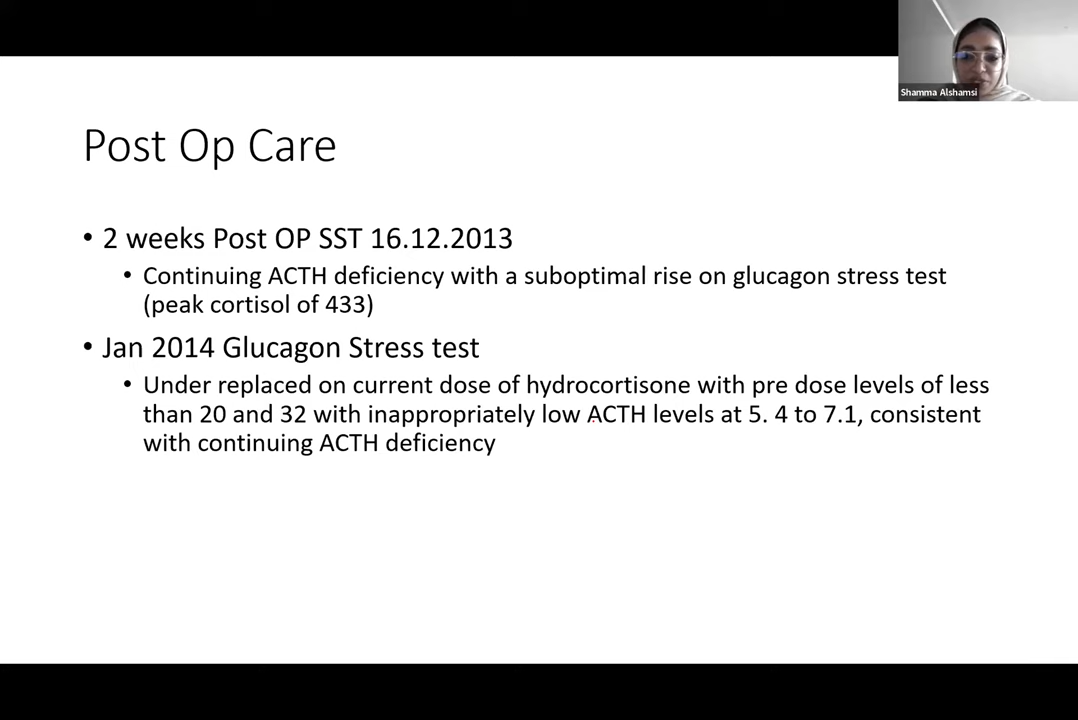 Shamma Alshamsi
Post Op Care
• 2 weeks Post OP SST 16.12.2013
• Continuing ACTH deficiency with a suboptimal rise on glucagon stress test
(peak cortisol of 433)
• Jan 2014 Glucagon Stress test
• Under replaced on current dose of hydrocortisone with pre dose levels of less
than 20 and 32 with inappropriately low ACTH levels at 5. 4 to 7.1, consistent
with continuing ACTH deficiency